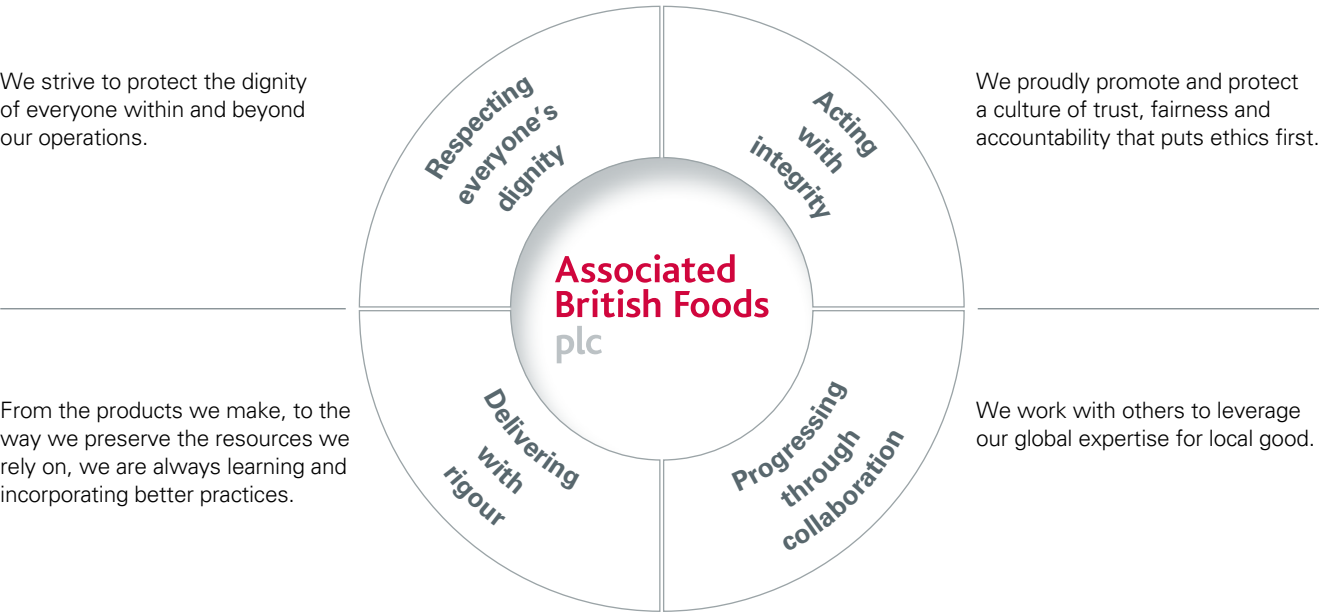 We strive to protect the dignity
of everyone within and beyond
our operations.
Respecting
everyone's
dignity
Acting
with
integrity
We proudly promote and protect
a culture of trust, fairness and
accountability that puts ethics first.
Associated
British Foods
plc
From the products we make, to the
way we preserve the resources we
rely on, we are always learning and
incorporating better practices.
Delivering
with
rigour
Progressing
through
collaboration
We work with others to leverage
our global expertise for local good.